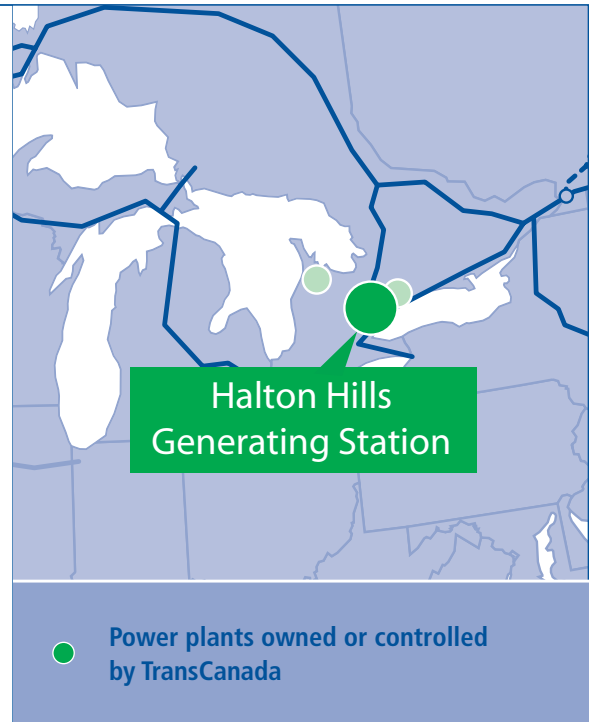 Halton Hills
Generating Station
Power plants owned or controlled
by TransCanada